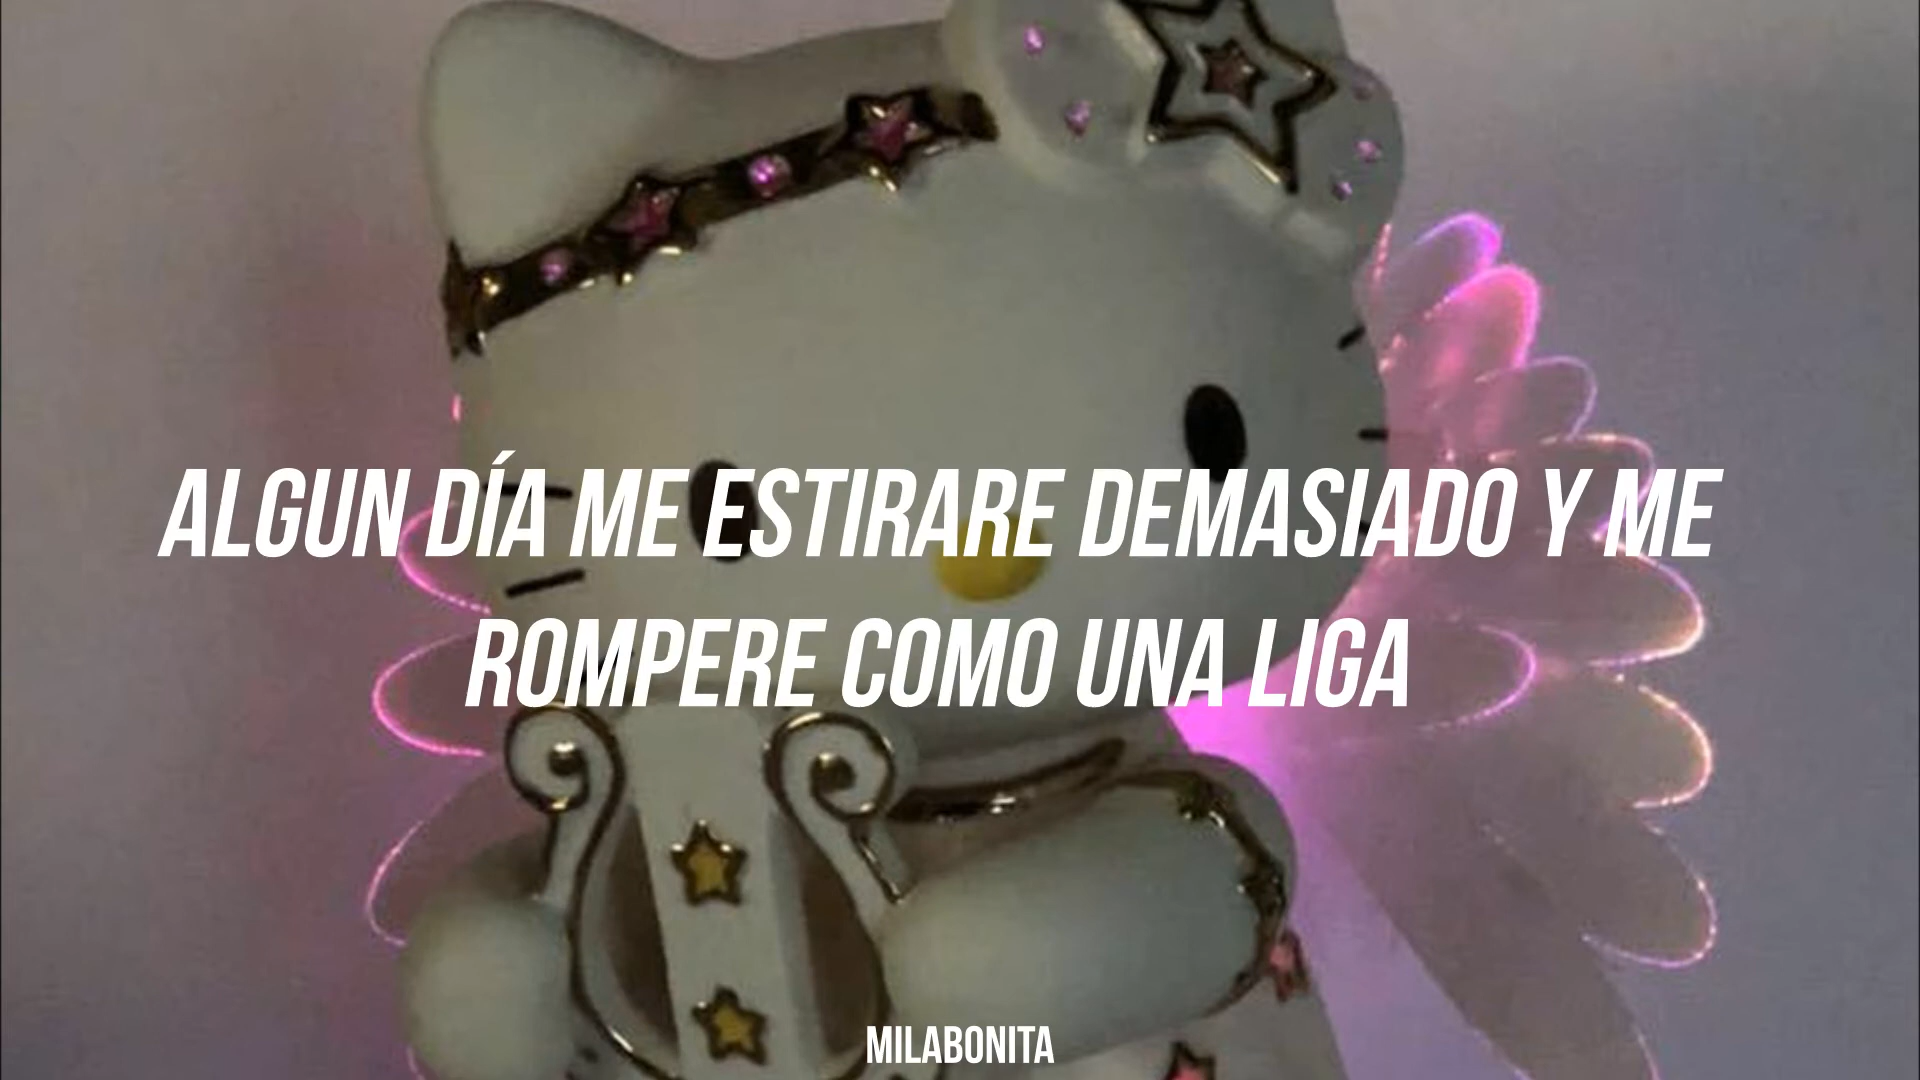 ALGUN DÍA ME ESTIRARE DEMASIADO Y ME
ROMPERE COMO UNA LIGA
MILABONITA